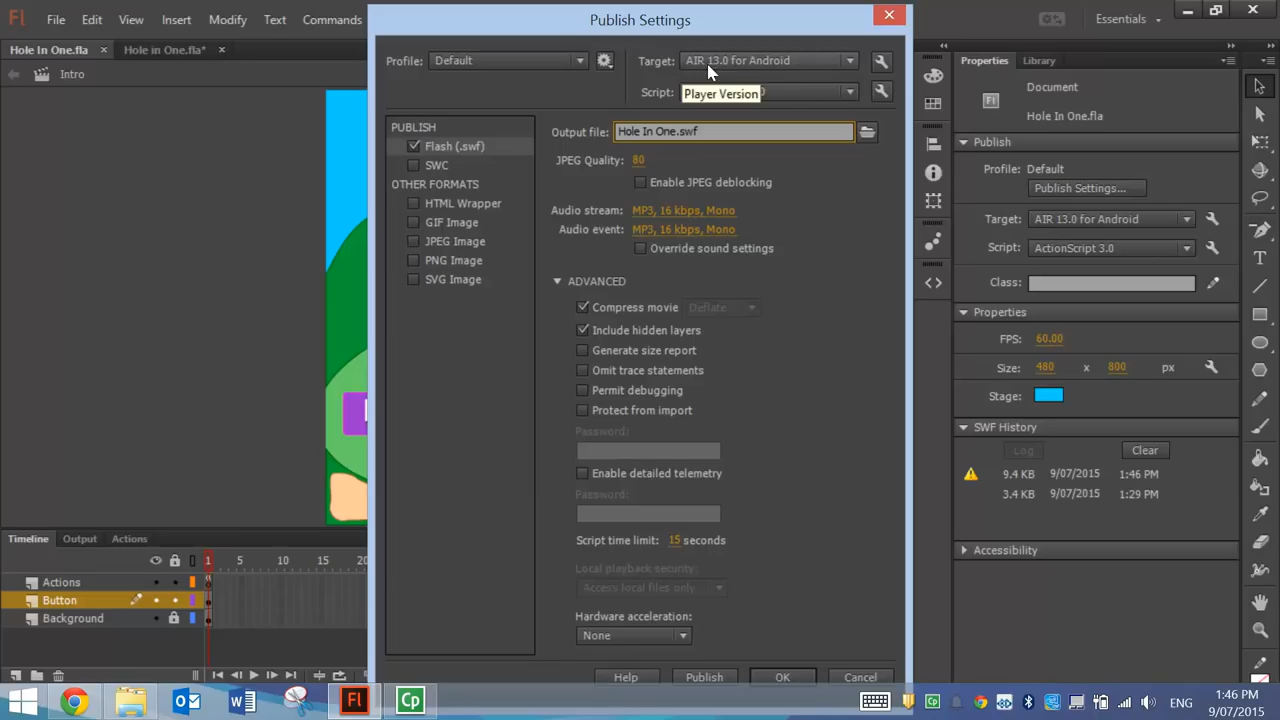 Fl File Edit View Insert Modify Text Commands
Publish Settings
Essentials
Hole In One.fla × Hole in One.fla* ×
Intro
Profile: Default
Target: AIR 13.0 for Android
Script:
Player Version
PUBLISH
Flash (.swf)
SWC
OTHER FORMATS
HTML Wrapper
GIF Image
JPEG Image
PNG Image
SVG Image
Output file: Hole In One.swf
JPEG Quality: 80
Enable JPEG deblocking
Audio stream: MP3, 16 kbps, Mono
Audio event: MP3, 16 kbps, Mono
Override sound settings
ADVANCED
Compress movie Deflate
Include hidden layers
Generate size report
Omit trace statements
Permit debugging
Protect from import
Password:
Enable detailed telemetry
Password:
Script time limit: 15 seconds
Local playback security:
Access local files only
Hardware acceleration:
None
Help Publish OK Cancel
Properties Library
Fl Document
Hole In One.fla
Publish
Profile: Default
Publish Settings...
Target: AIR 13.0 for Android
Script: ActionScript 3.0
Class:
Properties
FPS: 60.00
Size: 480 x 800 px
Stage:
SWF History
Log Clear
9.4 KB 9/07/2015 1:46 PM
3.4 KB 9/07/2015 1:29 PM
Accessibility
Timeline Output Actions
1 5 10 15 20
Actions
Button
Background
Fl Cp
ENG
1:46 PM
9/07/2015